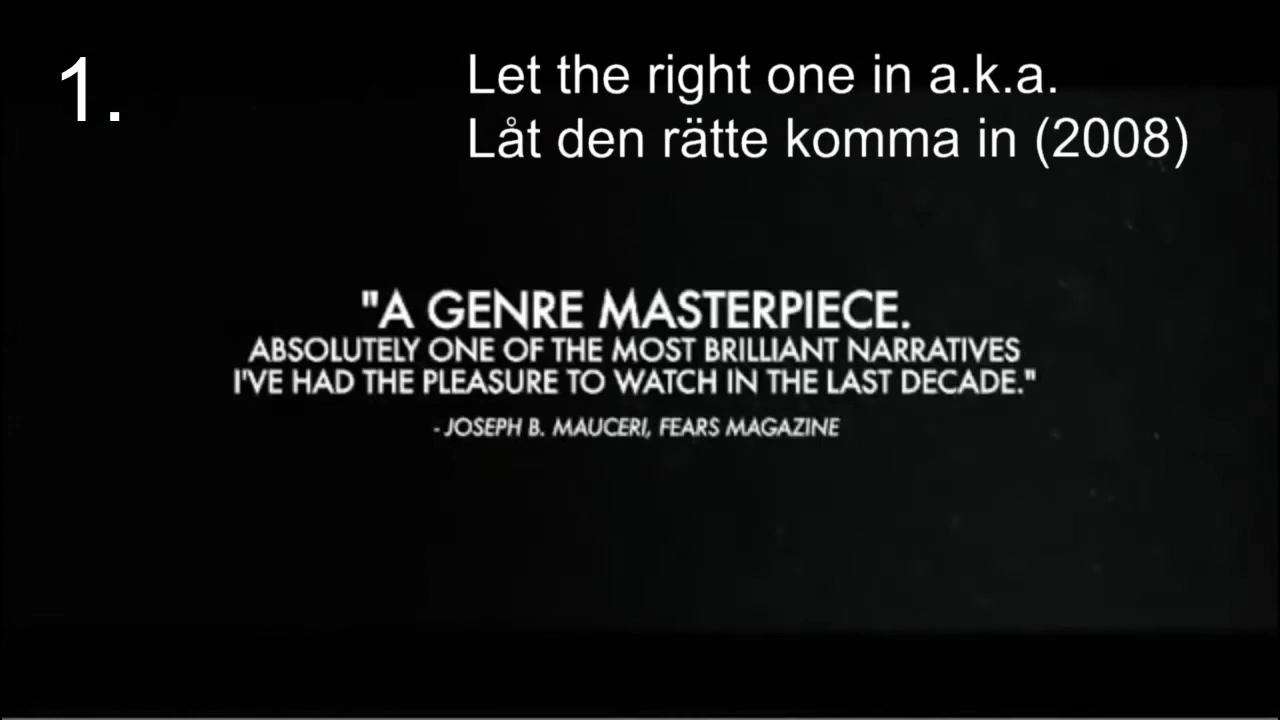 1.
Let the right one in a.k.a.
Låt den rätte komma in (2008)
"A GENRE MASTERPIECE.
ABSOLUTELY ONE OF THE MOST BRILLIANT NARRATIVES
I'VE HAD THE PLEASURE TO WATCH IN THE LAST DECADE."
- JOSEPH B. MAUCERI, FEARS MAGAZINE